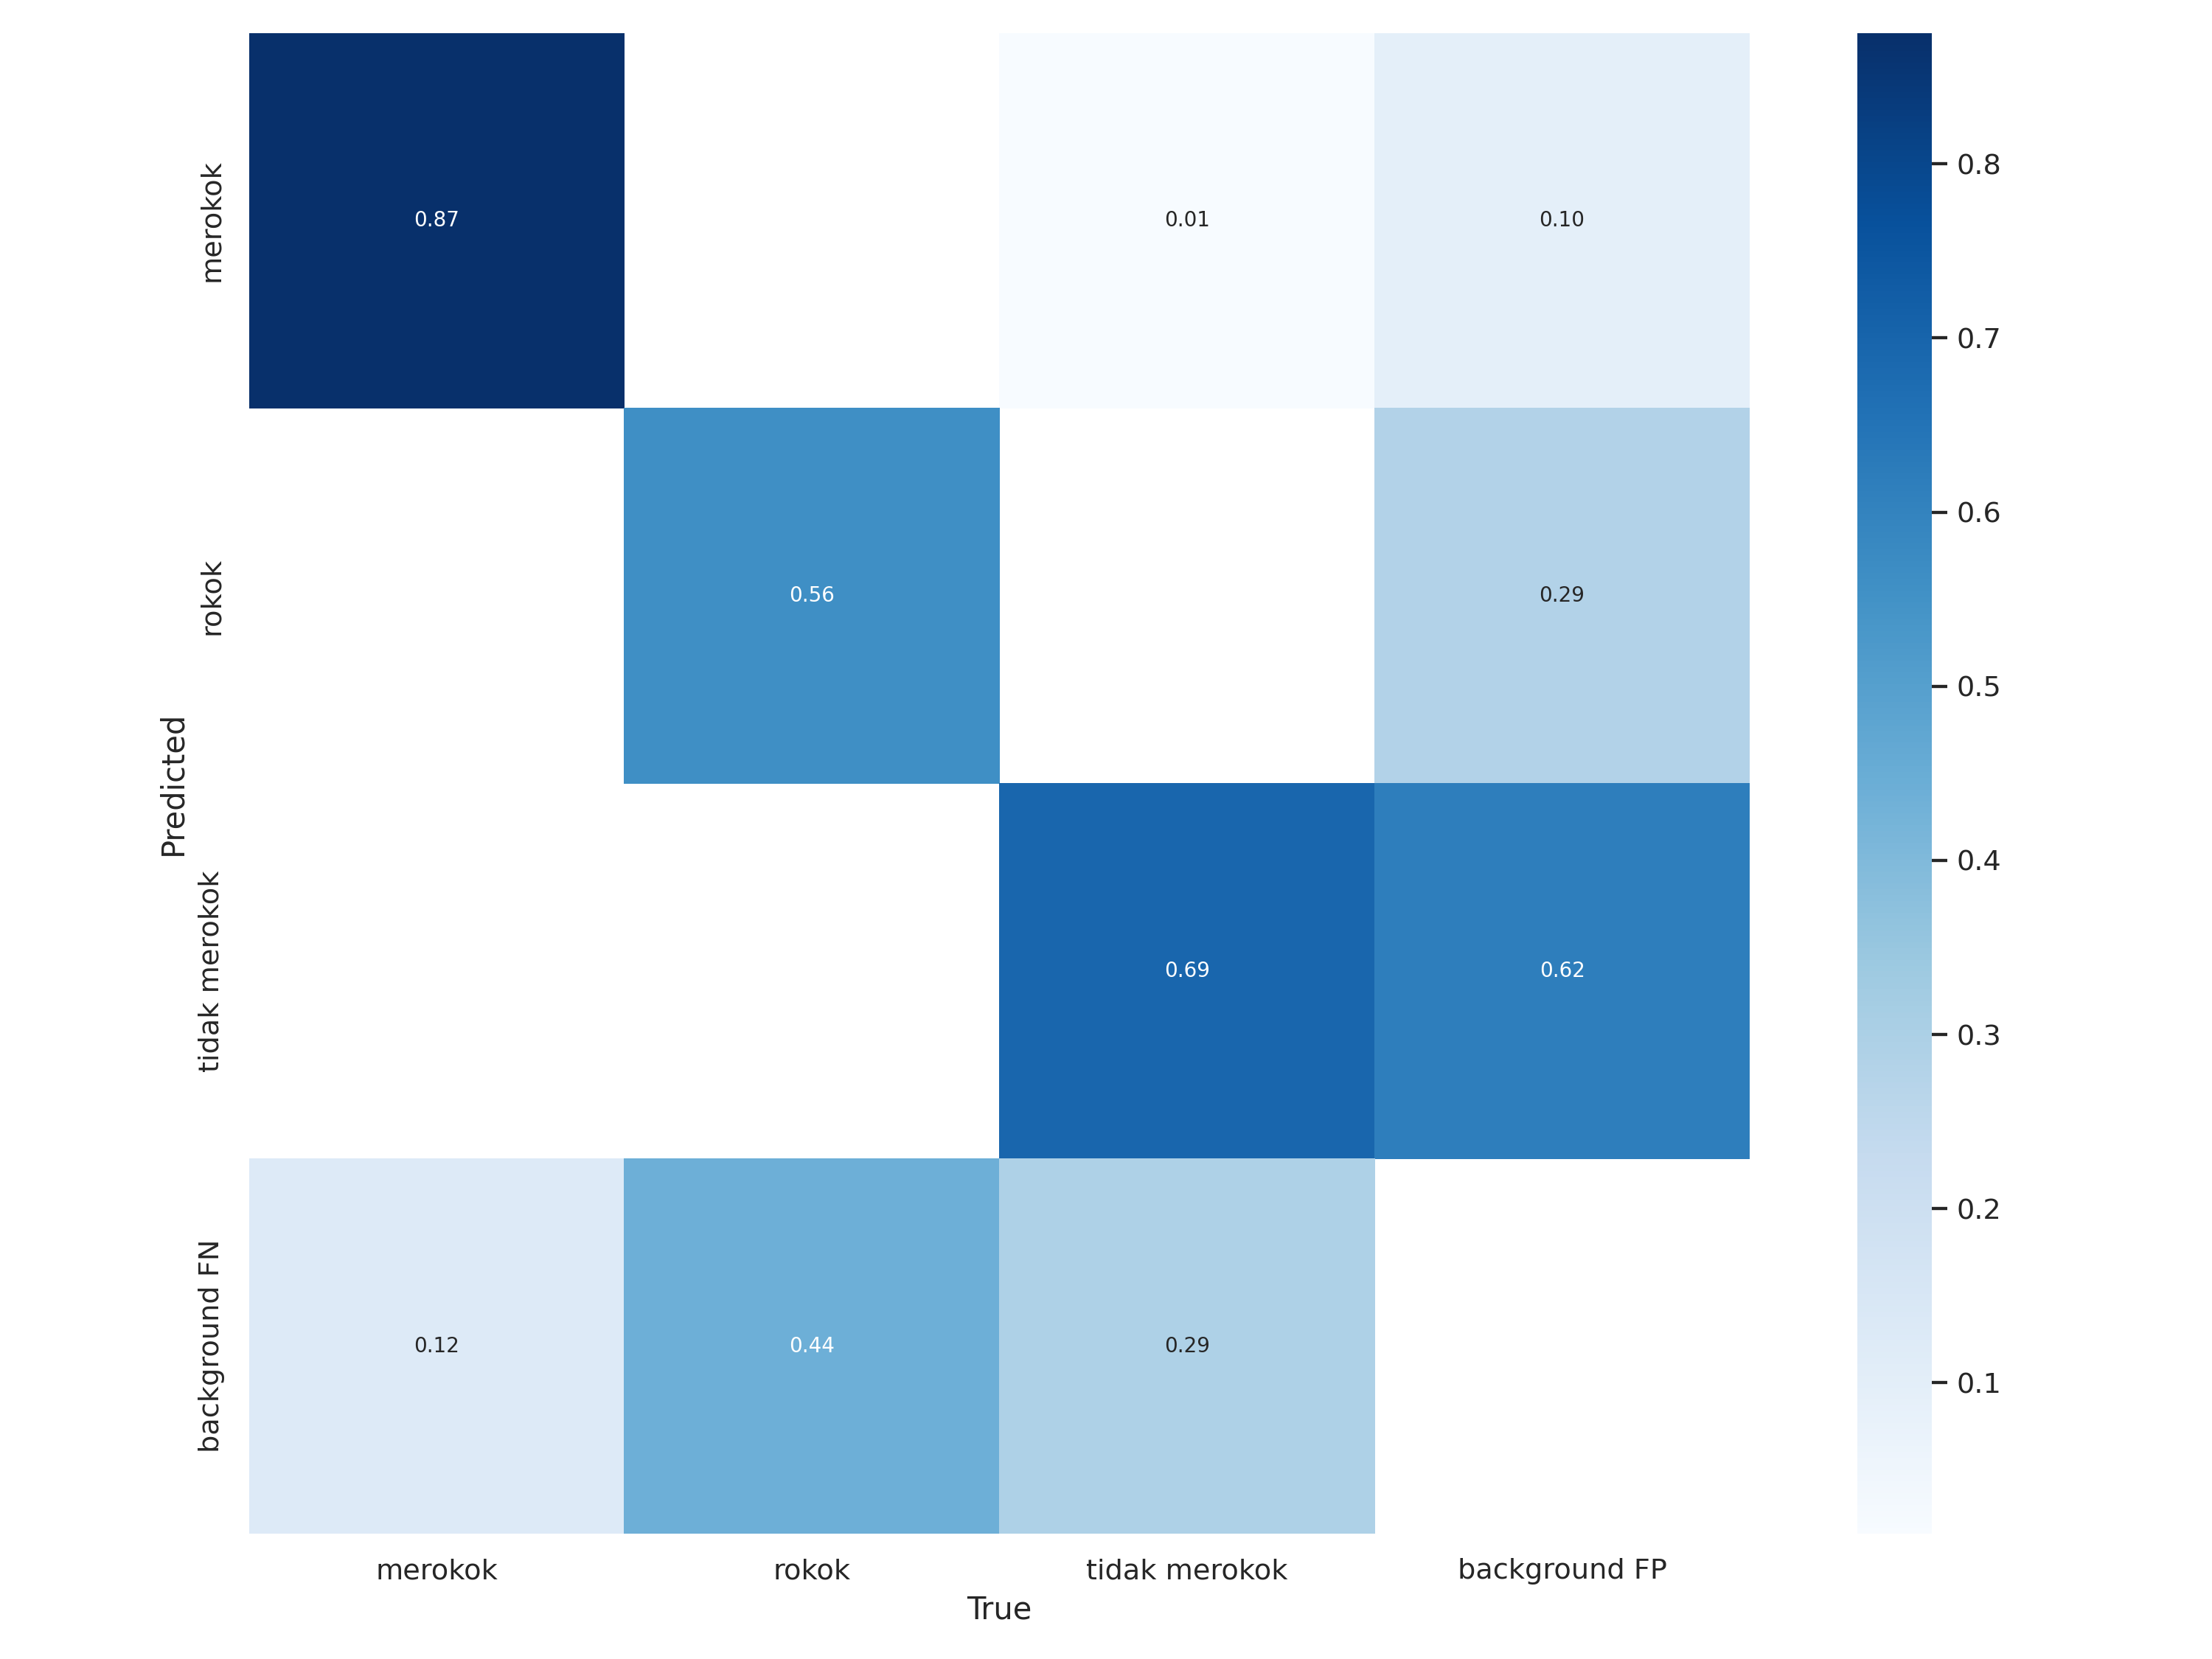 merokok
rokok
tidak merokok
background FN
Predicted
0.87
0.01
0.10
0.56
0.29
0.69
0.62
0.12
0.44
0.29
merokok
rokok
tidak merokok
background FP
True
0.8
0.7
0.6
0.5
0.4
0.3
0.2
0.1